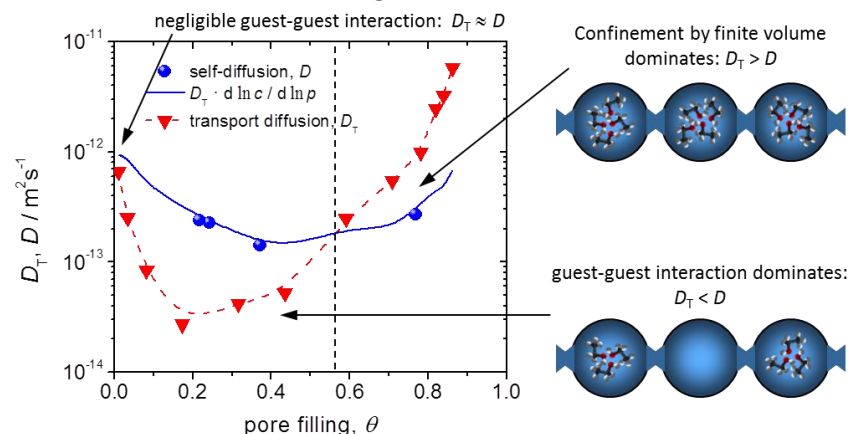 negligible guest-guest interaction: D_T ≈ D
Confinement by finite volume
dominates: D_T > D
self-diffusion, D
D_T · d ln c / d ln p
transport diffusion, D_T
D_T, D / m²s⁻¹
10⁻¹¹
10⁻¹²
10⁻¹³
10⁻¹⁴
0.0 0.2 0.4 0.6 0.8 1.0
pore filling, θ
guest-guest interaction dominates:
D_T < D